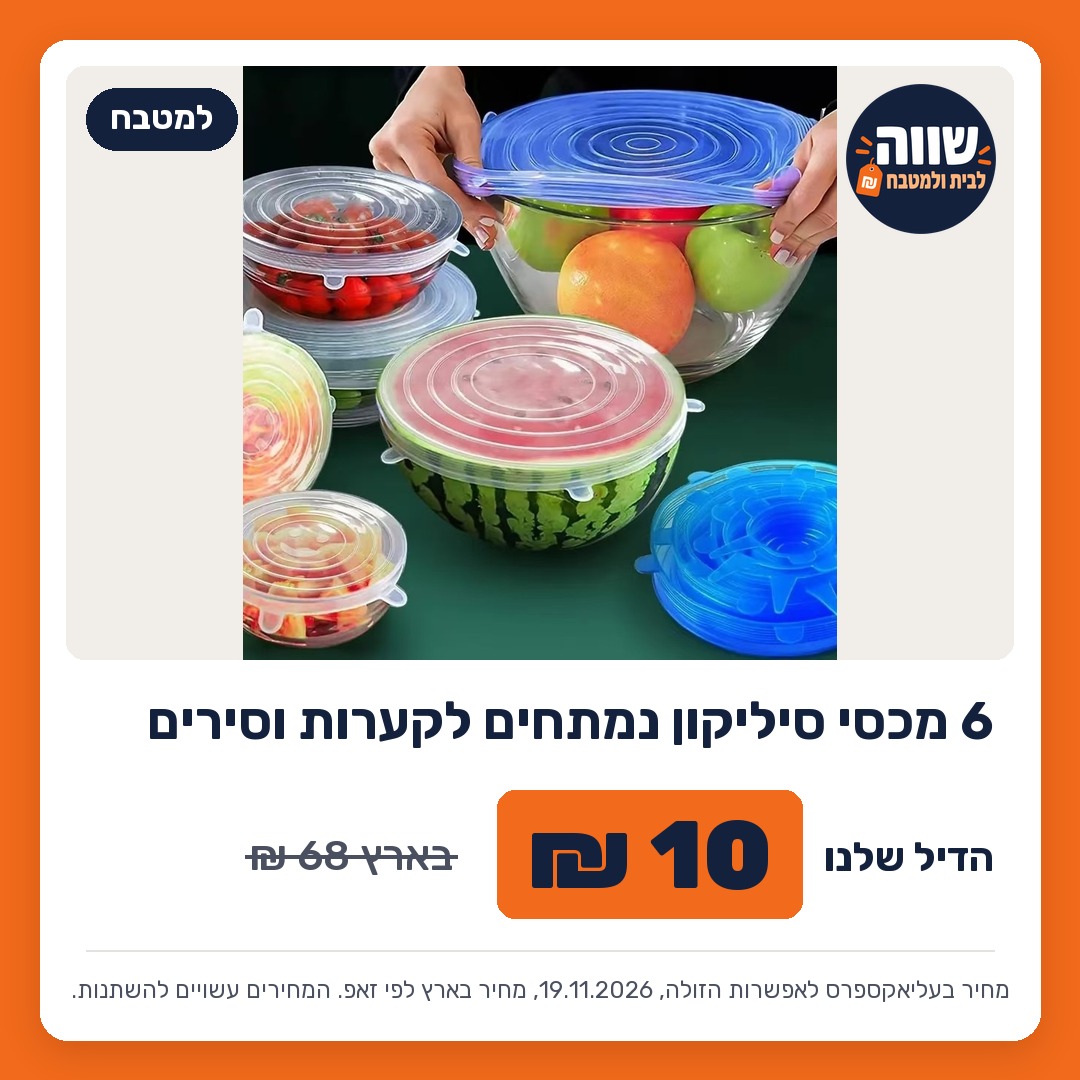 למטבח
שווה
לבית ולמטבח
₪
6 מכסי סיליקון נמתחים לקערות וסירים
הדיל שלנו
10 ₪
בארץ 68 ₪
מחיר בעליאקספרס לאפשרות הזולה, 19.11.2026, מחיר בארץ לפי זאפ. המחירים עשויים להשתנות.